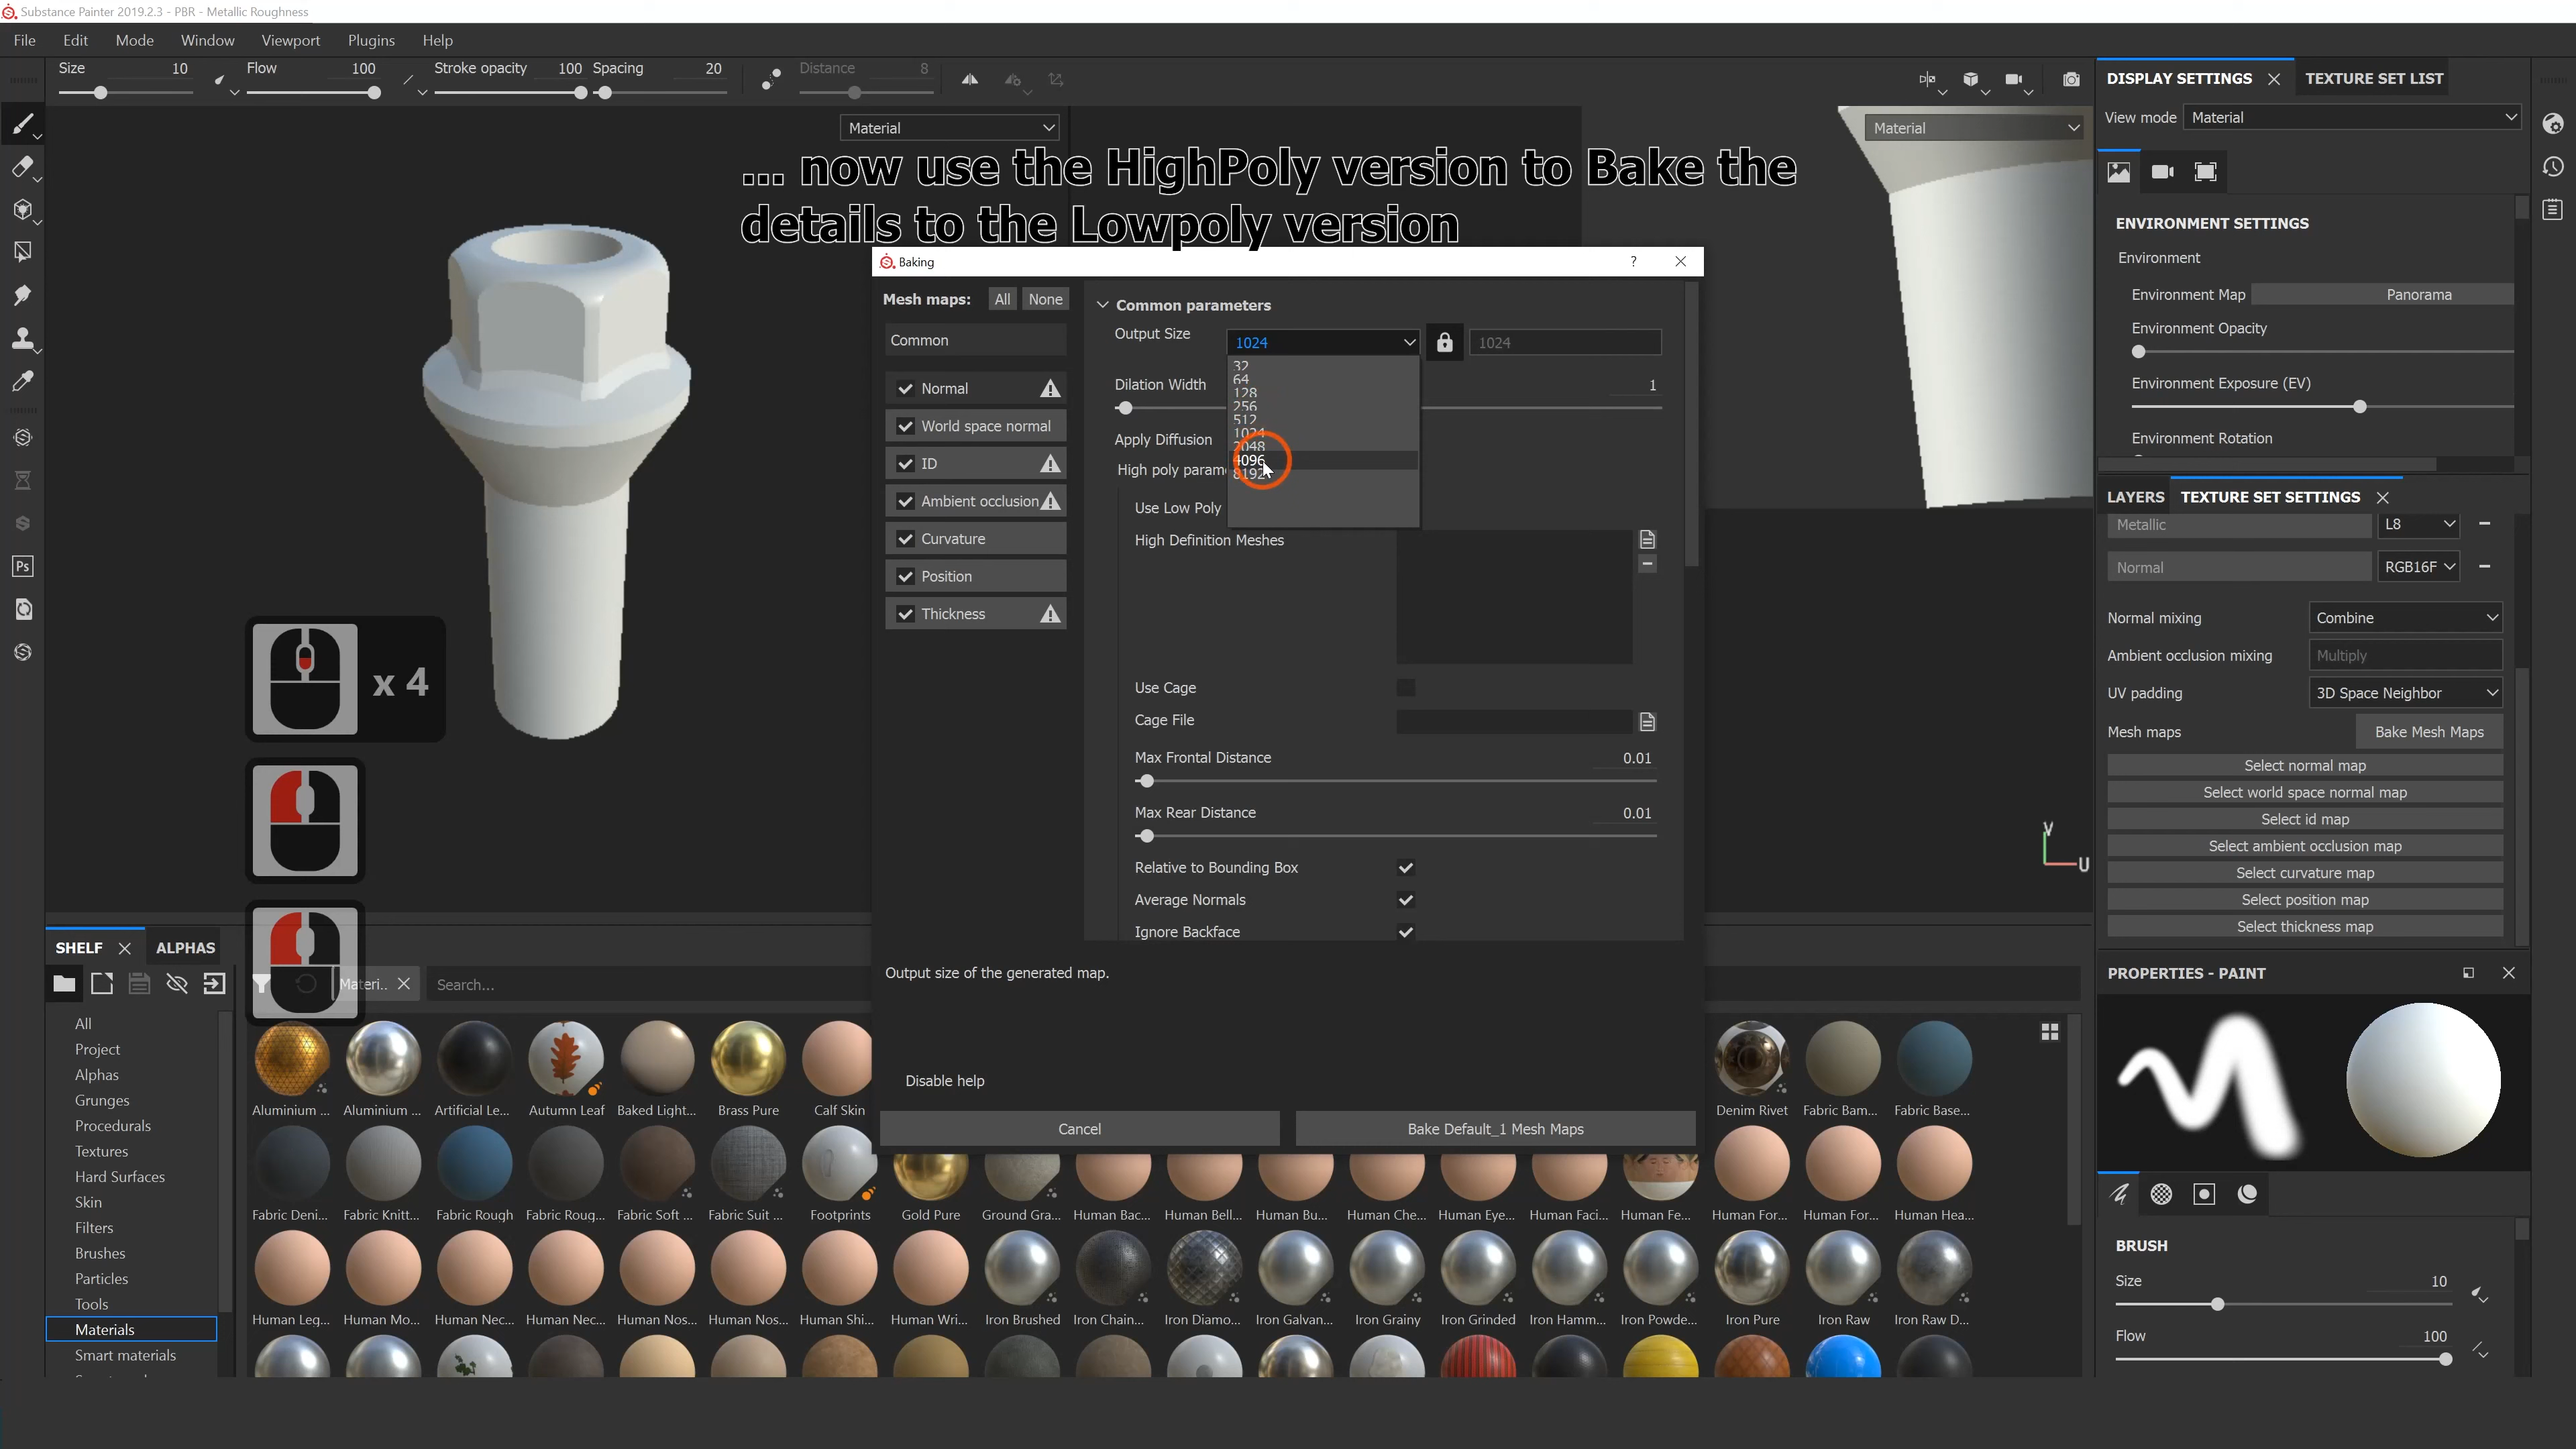 Substance Painter 2019.2.3 - PBR - Metallic Roughness
File Edit Mode Window Viewport Plugins Help
Size 10 Flow 100 Stroke opacity 100 Spacing 20 Distance 8
Material
Material
... now use the HighPoly version to Bake the
details to the Lowpoly version
Baking ?
Mesh maps: All None
Common
Normal
World space normal
ID
Ambient occlusion
Curvature
Position
Thickness
Common parameters
Output Size 1024 1024
32
64
128
256
512
1024
2048
4096
8192
Dilation Width 1
Apply Diffusion
High poly parame
Use Low Poly
High Definition Meshes
Use Cage
Cage File
Max Frontal Distance 0.01
Max Rear Distance 0.01
Relative to Bounding Box
Average Normals
Ignore Backface
Output size of the generated map.
Disable help
Cancel Bake Default_1 Mesh Maps
x 4
Ps
V
U
DISPLAY SETTINGS TEXTURE SET LIST
View mode Material
ENVIRONMENT SETTINGS
Environment
Environment Map Panorama
Environment Opacity
Environment Exposure (EV)
Environment Rotation
LAYERS TEXTURE SET SETTINGS
Metallic L8
Normal RGB16F
Normal mixing Combine
Ambient occlusion mixing Multiply
UV padding 3D Space Neighbor
Mesh maps Bake Mesh Maps
Select normal map
Select world space normal map
Select id map
Select ambient occlusion map
Select curvature map
Select position map
Select thickness map
PROPERTIES - PAINT
BRUSH
Size 10
Flow 100
SHELF ALPHAS
Materi.. Search...
All
Project
Alphas
Grunges
Procedurals
Textures
Hard Surfaces
Skin
Filters
Brushes
Particles
Tools
Materials
Smart materials
Aluminium ... Aluminium ... Artificial Le... Autumn Leaf Baked Light... Brass Pure Calf Skin Denim Rivet Fabric Bam... Fabric Base...
Fabric Deni... Fabric Knitt... Fabric Rough Fabric Roug... Fabric Soft ... Fabric Suit ... Footprints Gold Pure Ground Gra... Human Bac... Human Bell... Human Bu... Human Che... Human Eye... Human Faci... Human Fe... Human For... Human For... Human Hea...
Human Leg... Human Mo... Human Nec... Human Nec... Human Nos... Human Nos... Human Shi... Human Wri... Iron Brushed Iron Chain... Iron Diamo... Iron Galvan... Iron Grainy Iron Grinded Iron Hamm... Iron Powde... Iron Pure Iron Raw Iron Raw D...